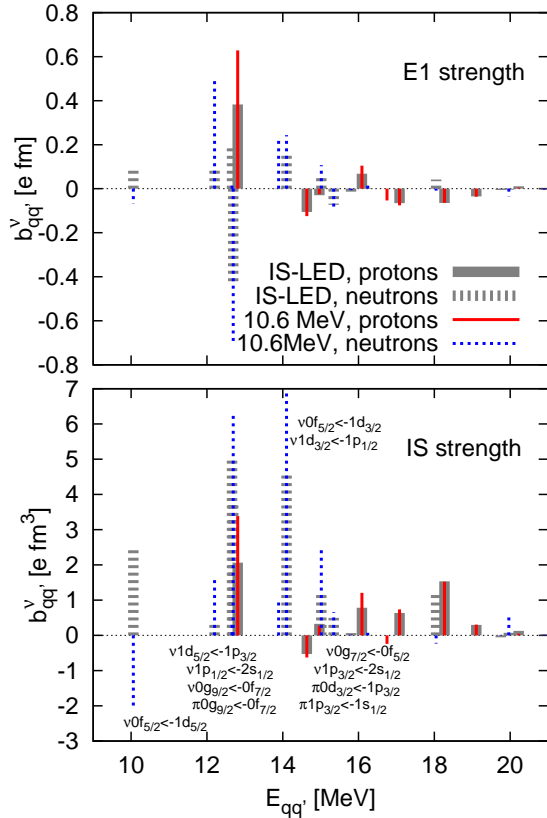 0.8
0.6
0.4
0.2
0
-0.2
-0.4
-0.6
-0.8
b^ν_qq' [e fm]
E1 strength
IS-LED, protons
IS-LED, neutrons
10.6 MeV, protons
10.6MeV, neutrons
7
6
5
4
3
2
1
0
-1
-2
-3
b^ν_qq' [e fm^3]
IS strength
ν0f5/2<-1d3/2
ν1d3/2<-1p1/2
ν1d5/2<-1p3/2
ν1p1/2<-2s1/2
ν0g9/2<-0f7/2
π0g9/2<-0f7/2
ν0f5/2<-1d5/2
ν0g7/2<-0f5/2
ν1p3/2<-2s1/2
π0d3/2<-1p3/2
π1p3/2<-1s1/2
10 12 14 16 18 20
E_qq' [MeV]